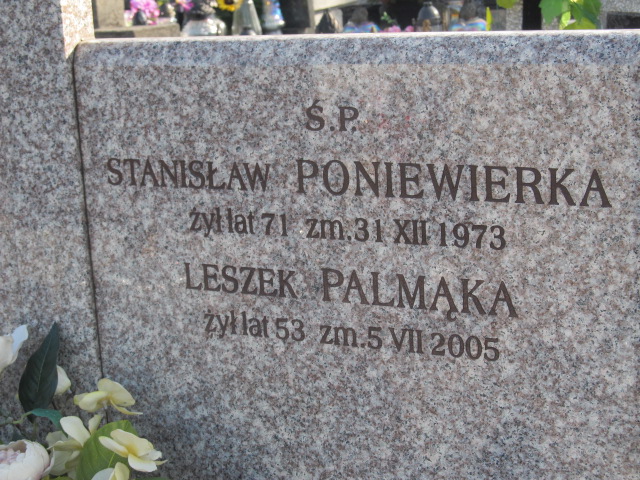 Ś.P.
STANISŁAW PONIEWIERKA
żył lat 71 zm.31 XII 1973
LESZEK PALMĄKA
żył lat 53 zm.5 VII 2005